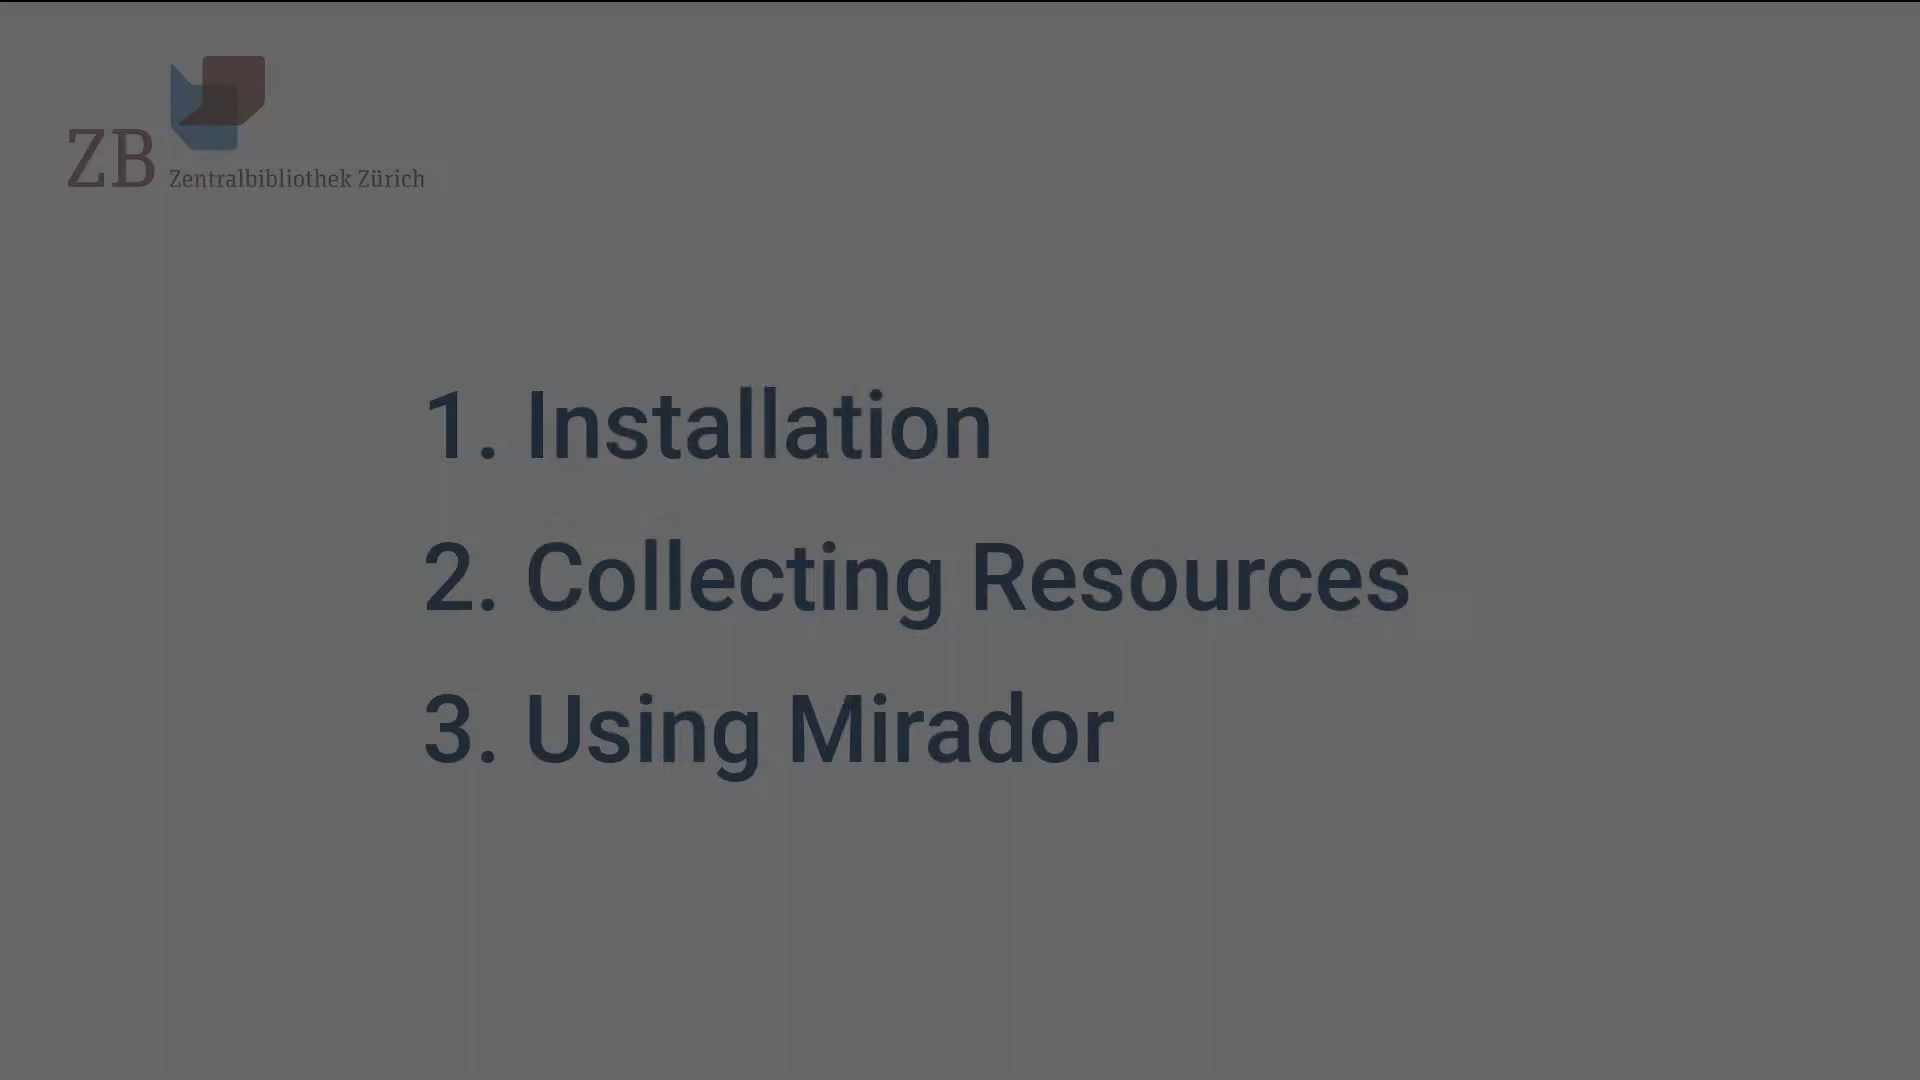 ZB Zentralbibliothek Zürich
1. Installation
2. Collecting Resources
3. Using Mirador